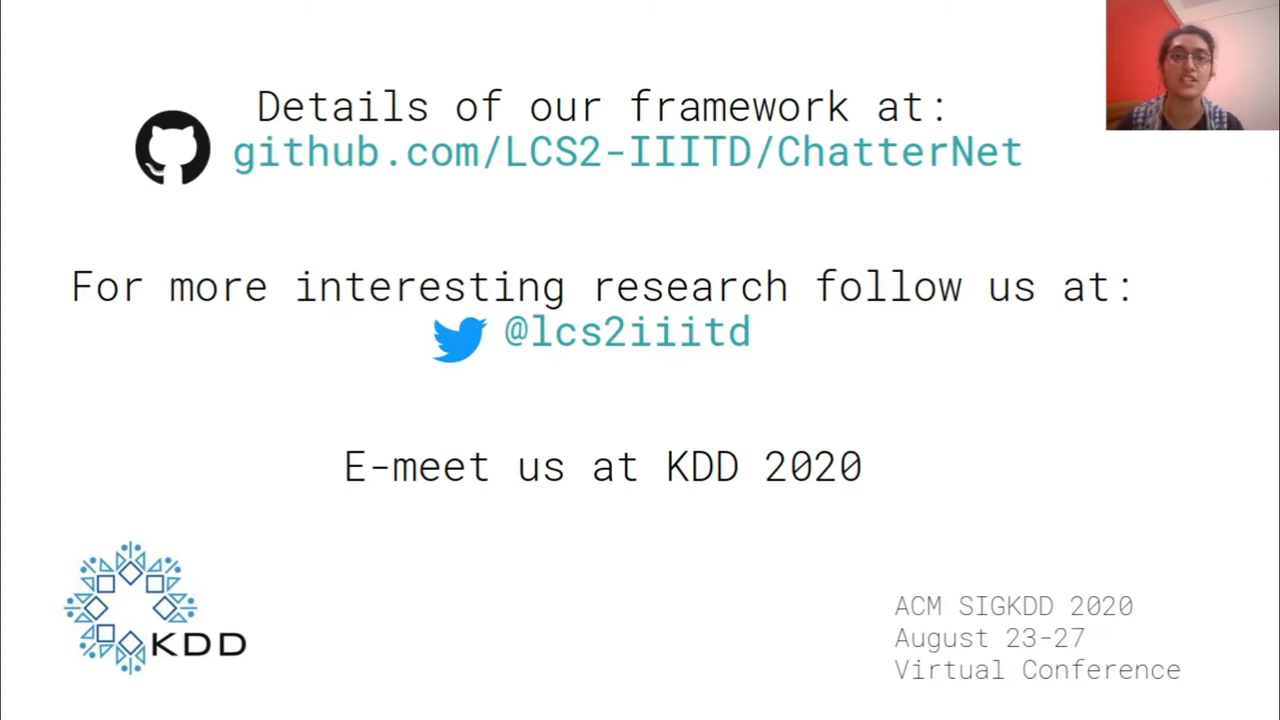 Details of our framework at:
github.com/LCS2-IIITD/ChatterNet
For more interesting research follow us at:
@lcs2iiitd
E-meet us at KDD 2020
KDD
ACM SIGKDD 2020
August 23-27
Virtual Conference